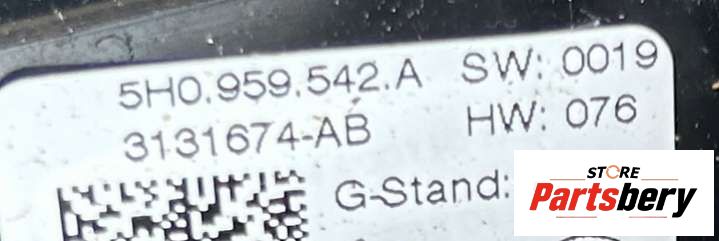 5H0.959.542.A SW: 0019
3131674-AB HW: 076
G-Stand:
STORE
Partsbery